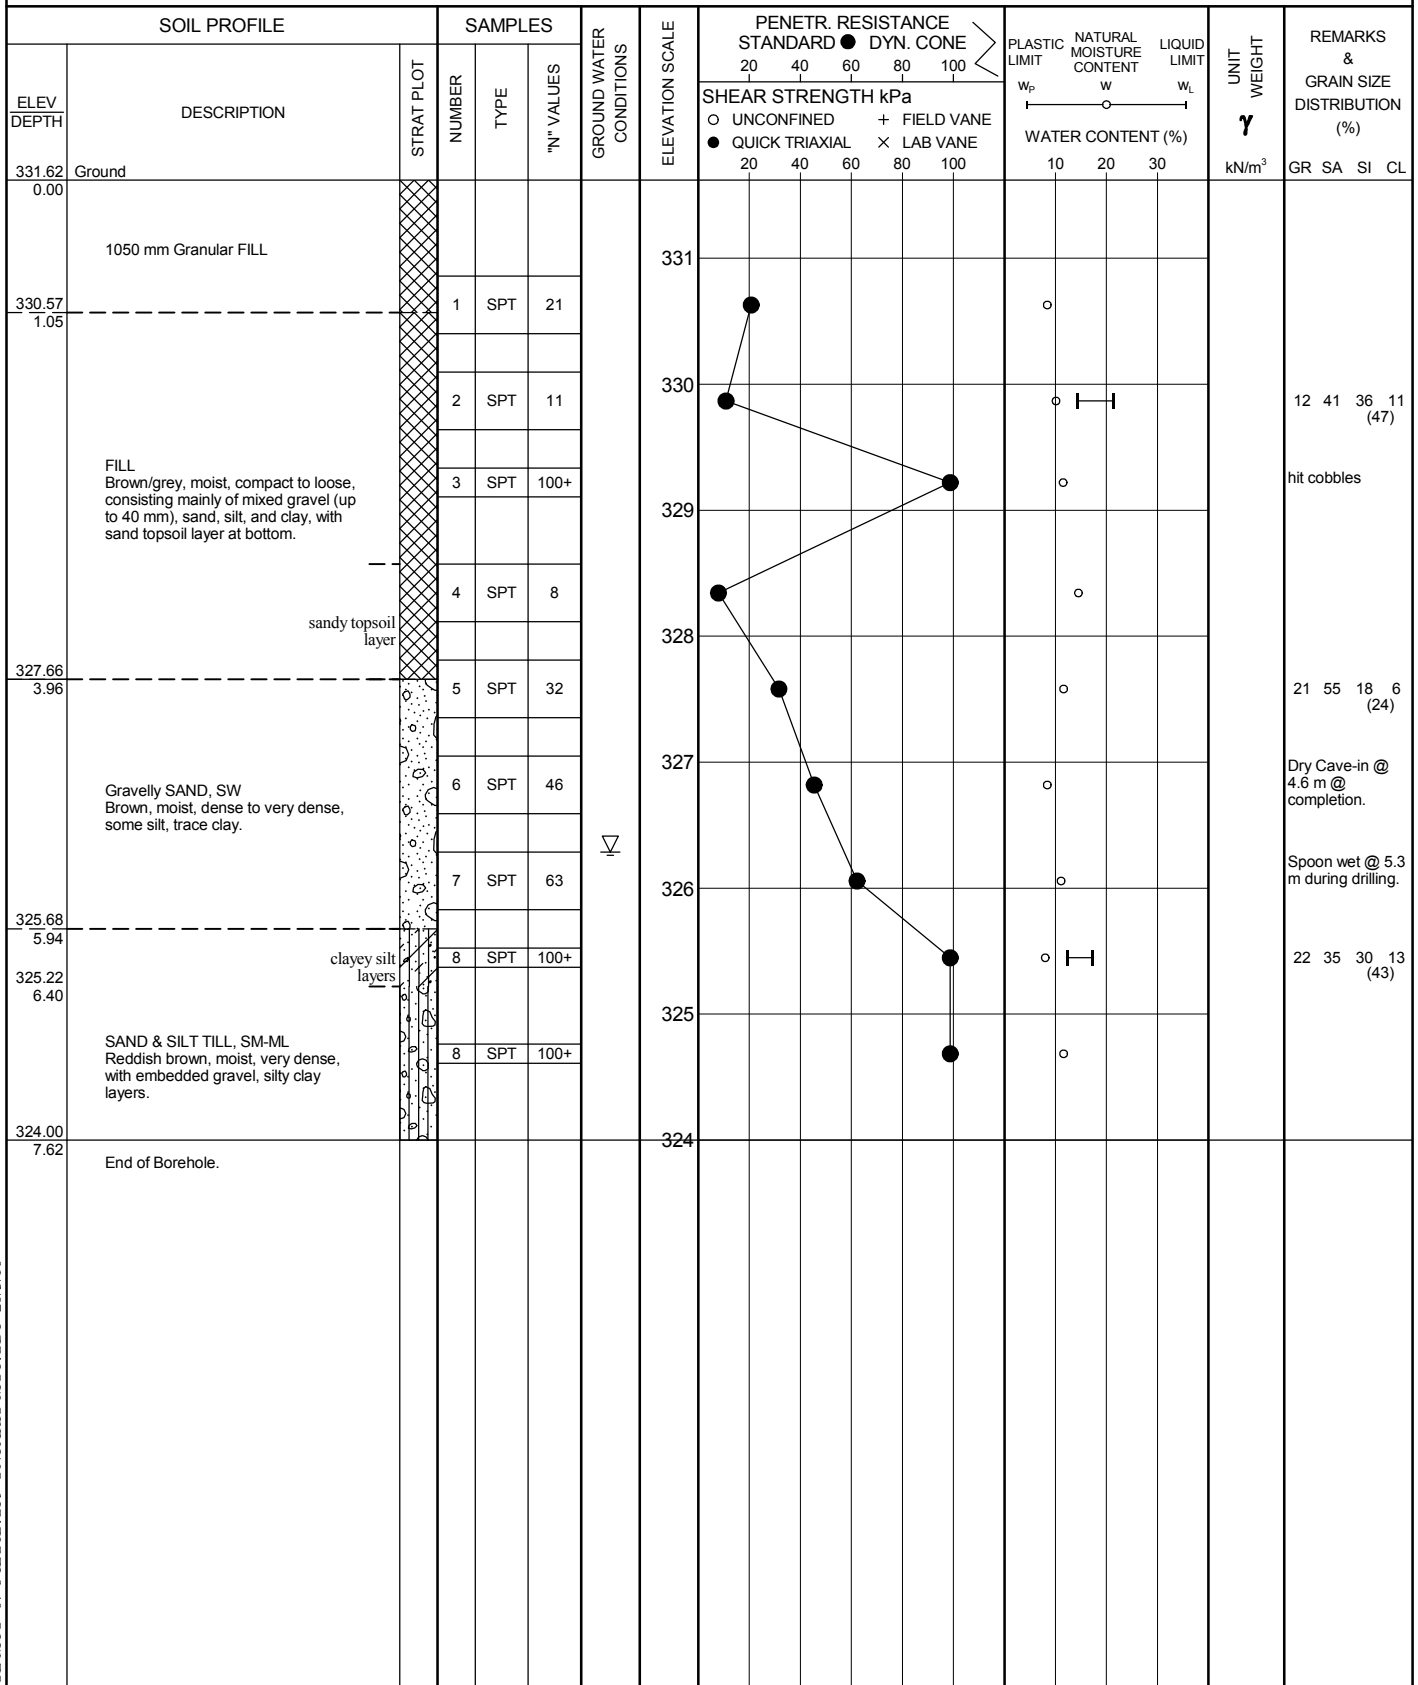 SOIL PROFILE
SAMPLES
GROUND WATER
CONDITIONS
ELEVATION SCALE
PENETR. RESISTANCE
STANDARD ● DYN. CONE
20 40 60 80 100
SHEAR STRENGTH kPa
○ UNCONFINED + FIELD VANE
● QUICK TRIAXIAL × LAB VANE
20 40 60 80 100
PLASTIC
LIMIT
NATURAL
MOISTURE
CONTENT
LIQUID
LIMIT
WP W WL
WATER CONTENT (%)
10 20 30
UNIT
WEIGHT
γ
kN/m3
REMARKS
&
GRAIN SIZE
DISTRIBUTION
(%)
GR SA SI CL
ELEV
DEPTH
DESCRIPTION
STRAT PLOT
NUMBER
TYPE
"N" VALUES
331.62 Ground
0.00
1050 mm Granular FILL
331
330.57
1.05
1 SPT 21
330
2 SPT 11
12 41 36 11
(47)
FILL
Brown/grey, moist, compact to loose,
consisting mainly of mixed gravel (up
to 40 mm), sand, silt, and clay, with
sand topsoil layer at bottom.
3 SPT 100+
hit cobbles
329
4 SPT 8
sandy topsoil
layer
328
327.66
3.96
5 SPT 32
21 55 18 6
(24)
327
Gravelly SAND, SW
Brown, moist, dense to very dense,
some silt, trace clay.
6 SPT 46
Dry Cave-in @
4.6 m @
completion.
7 SPT 63
326
Spoon wet @ 5.3
m during drilling.
325.68
5.94
clayey silt
layers
8 SPT 100+
22 35 30 13
(43)
325.22
6.40
325
SAND & SILT TILL, SM-ML
Reddish brown, moist, very dense,
with embedded gravel, silty clay
layers.
8 SPT 100+
324.00
7.62
324
End of Borehole.